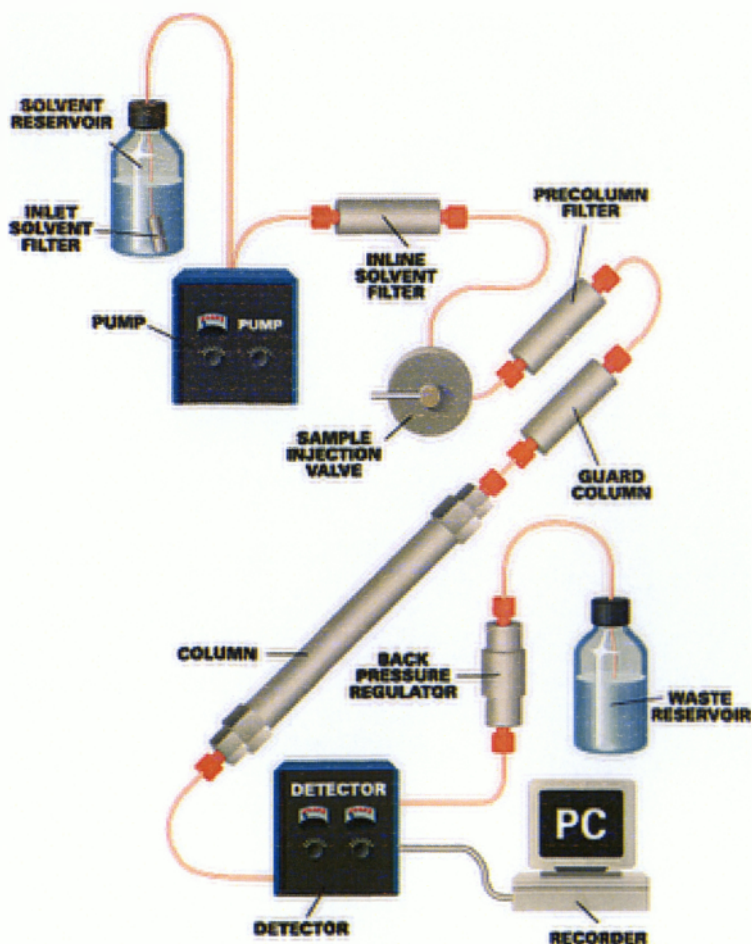 SOLVENT
RESERVOIR
INLET
SOLVENT
FILTER
PUMP
PUMP
INLINE
SOLVENT
FILTER
PRECOLUMN
FILTER
SAMPLE
INJECTION
VALVE
GUARD
COLUMN
COLUMN
BACK
PRESSURE
REGULATOR
WASTE
RESERVOIR
DETECTOR
DETECTOR
PC
RECORDER